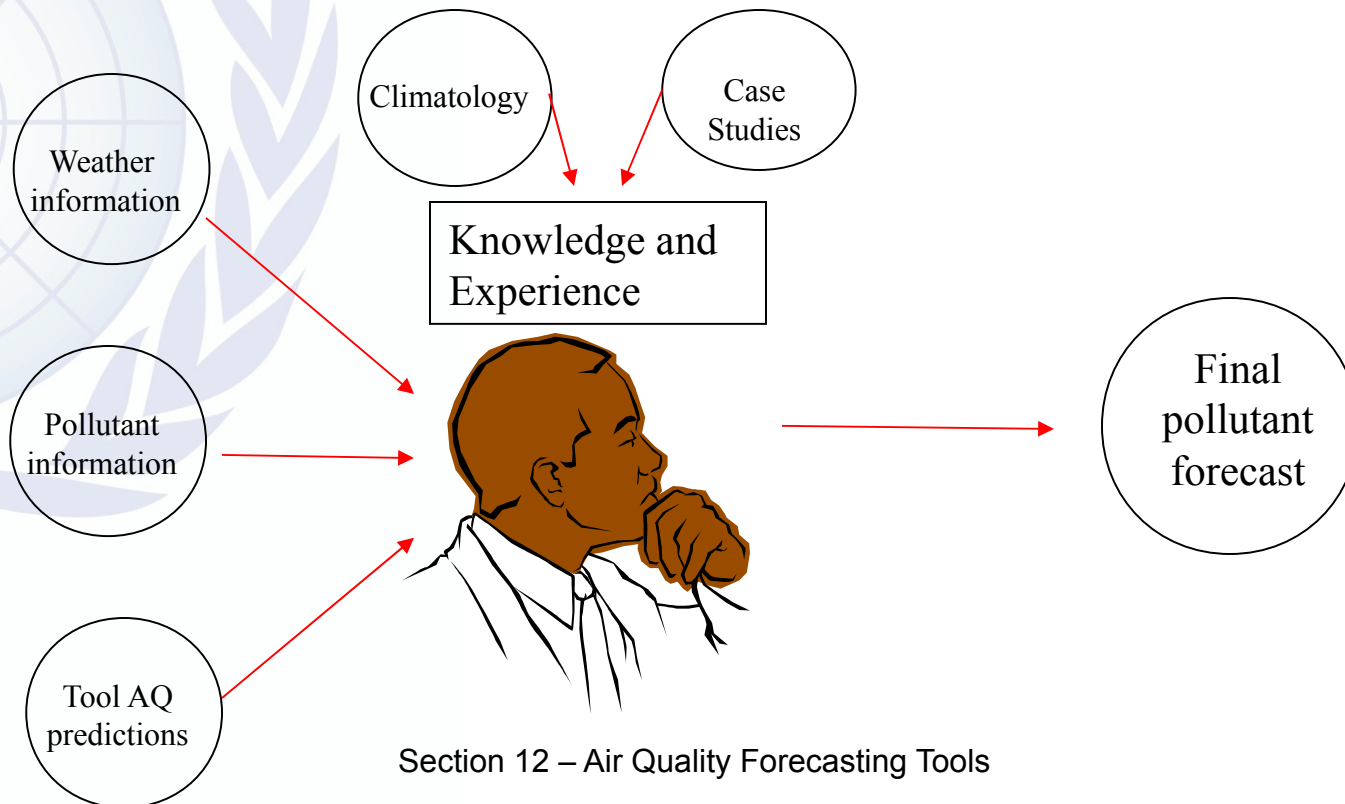 Climatology
Case
Studies
Weather
information
Knowledge and
Experience
Pollutant
information
Final
pollutant
forecast
Tool AQ
predictions
Section 12 – Air Quality Forecasting Tools